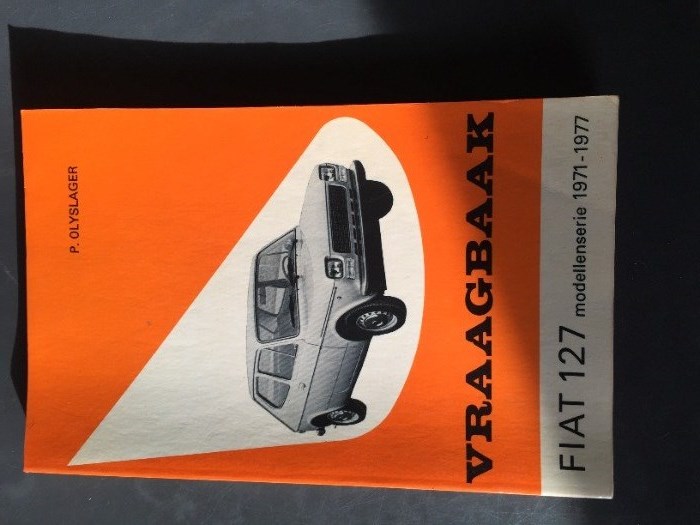 P. OLYSLAGER
VRAAGBAAK
FIAT 127 modellenserie 1971-1977